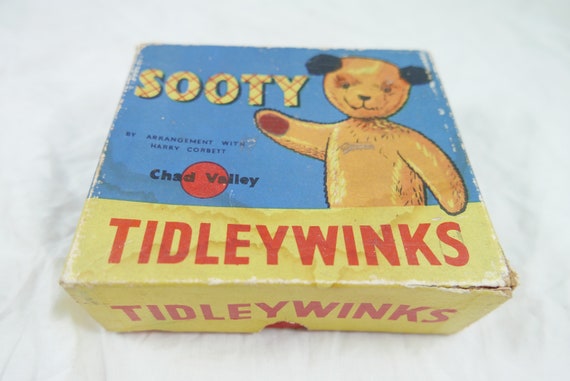 SOOTY
BY ARRANGEMENT WITH
HARRY CORBETT
Chad Valley
TIDLEYWINKS
TIDLEYWINKS